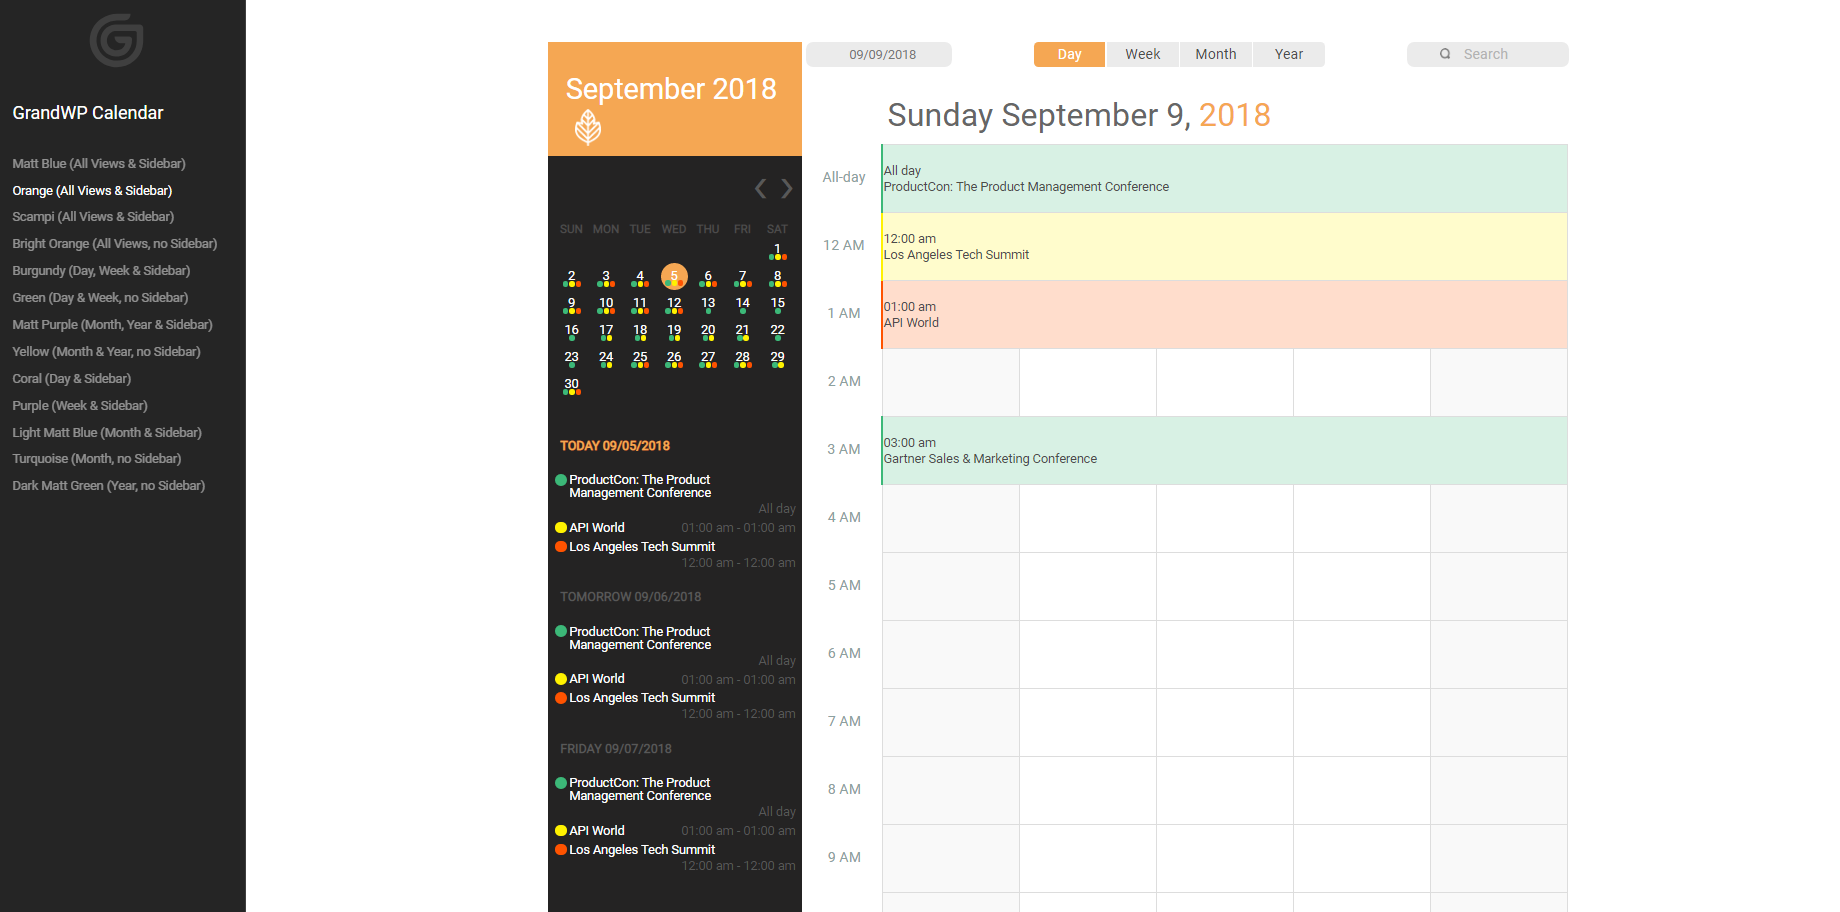 GrandWP Calendar
Matt Blue (All Views & Sidebar)
Orange (All Views & Sidebar)
Scampi (All Views & Sidebar)
Bright Orange (All Views, no Sidebar)
Burgundy (Day, Week & Sidebar)
Green (Day & Week, no Sidebar)
Matt Purple (Month, Year & Sidebar)
Yellow (Month & Year, no Sidebar)
Coral (Day & Sidebar)
Purple (Week & Sidebar)
Light Matt Blue (Month & Sidebar)
Turquoise (Month, no Sidebar)
Dark Matt Green (Year, no Sidebar)
September 2018
SUN MON TUE WED THU FRI SAT
1
2 3 4 5 6 7 8
9 10 11 12 13 14 15
16 17 18 19 20 21 22
23 24 25 26 27 28 29
30
TODAY 09/05/2018
ProductCon: The Product
Management Conference
All day
API World 01:00 am - 01:00 am
Los Angeles Tech Summit
12:00 am - 12:00 am
TOMORROW 09/06/2018
ProductCon: The Product
Management Conference
All day
API World 01:00 am - 01:00 am
Los Angeles Tech Summit
12:00 am - 12:00 am
FRIDAY 09/07/2018
ProductCon: The Product
Management Conference
All day
API World 01:00 am - 01:00 am
Los Angeles Tech Summit
12:00 am - 12:00 am
09/09/2018
Day Week Month Year
Search
Sunday September 9, 2018
All-day
All day
ProductCon: The Product Management Conference
12 AM
12:00 am
Los Angeles Tech Summit
1 AM
01:00 am
API World
2 AM
3 AM
03:00 am
Gartner Sales & Marketing Conference
4 AM
5 AM
6 AM
7 AM
8 AM
9 AM